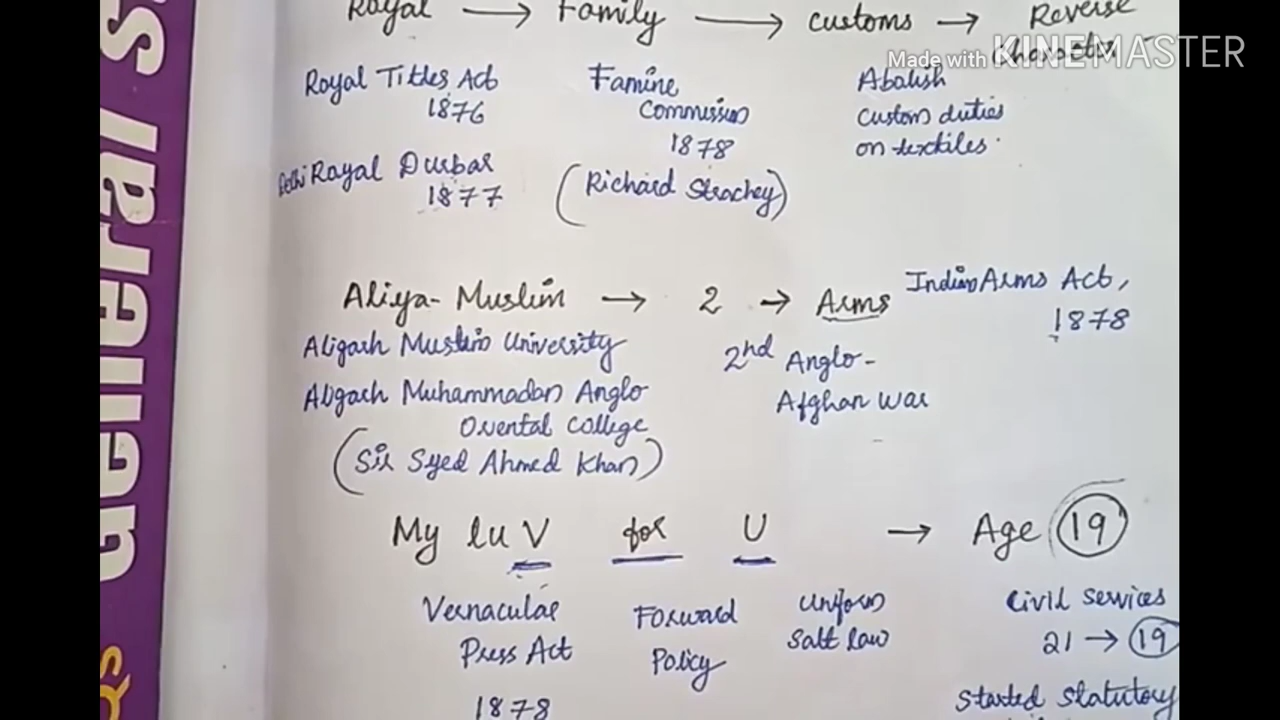 Royal → Family → customs → Reverse
character
Made with KINEMASTER
Royal Titles Act
1876
Famine
Commission
1878
(Richard Strachey)
Abolish
custom duties
on textiles.
Delhi Royal Durbar
1877
Aliya-Muslim → 2 → Arms
Indian Arms Act,
1878
Aligarh Muslim University
Aligarh Muhammadan Anglo
Oriental College
(Sir Syed Ahmed Khan)
2nd Anglo-
Afghan war
My luV for U → Age 19
Vernacular
Press Act
1878
Forward
Policy
Uniform
Salt law
Civil Services
21 → 19
Started Statutory
General S